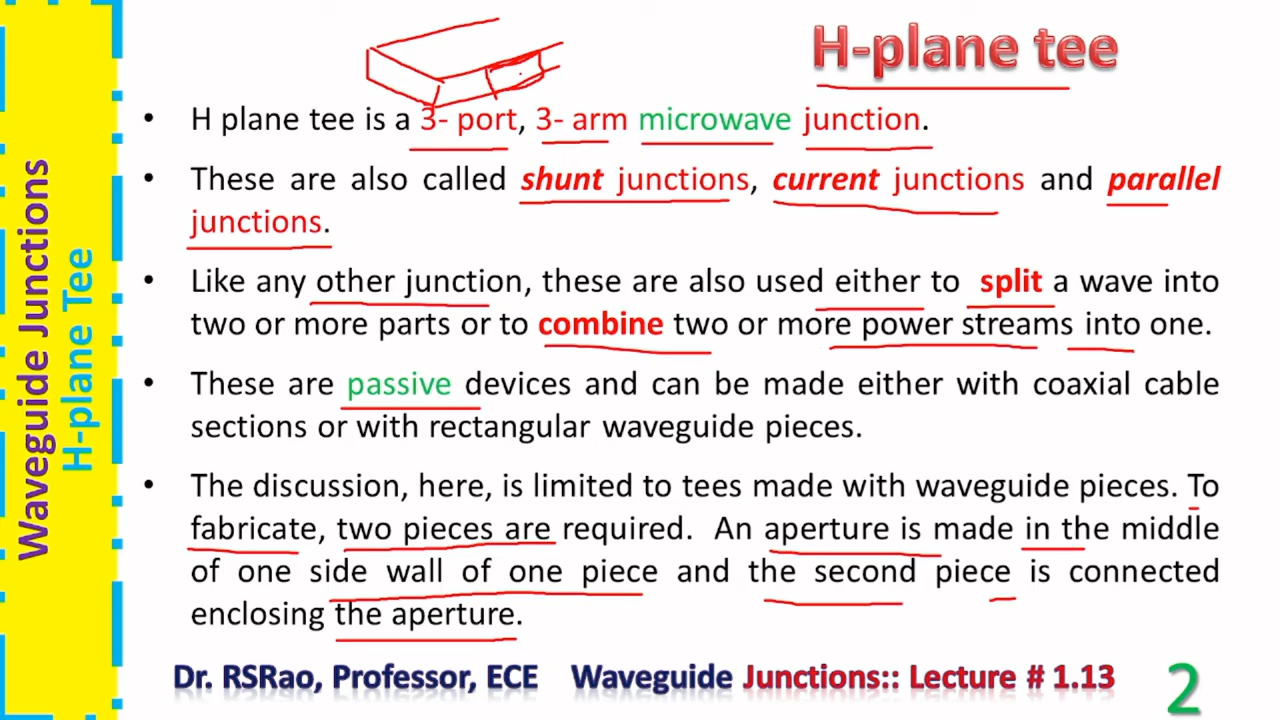 Waveguide Junctions
H-plane Tee
H-plane tee
• H plane tee is a 3- port, 3- arm microwave junction.
• These are also called shunt junctions, current junctions and parallel
junctions.
• Like any other junction, these are also used either to split a wave into
two or more parts or to combine two or more power streams into one.
• These are passive devices and can be made either with coaxial cable
sections or with rectangular waveguide pieces.
• The discussion, here, is limited to tees made with waveguide pieces. To
fabricate, two pieces are required. An aperture is made in the middle
of one side wall of one piece and the second piece is connected
enclosing the aperture.
Dr. RSRao, Professor, ECE Waveguide Junctions:: Lecture # 1.13
2